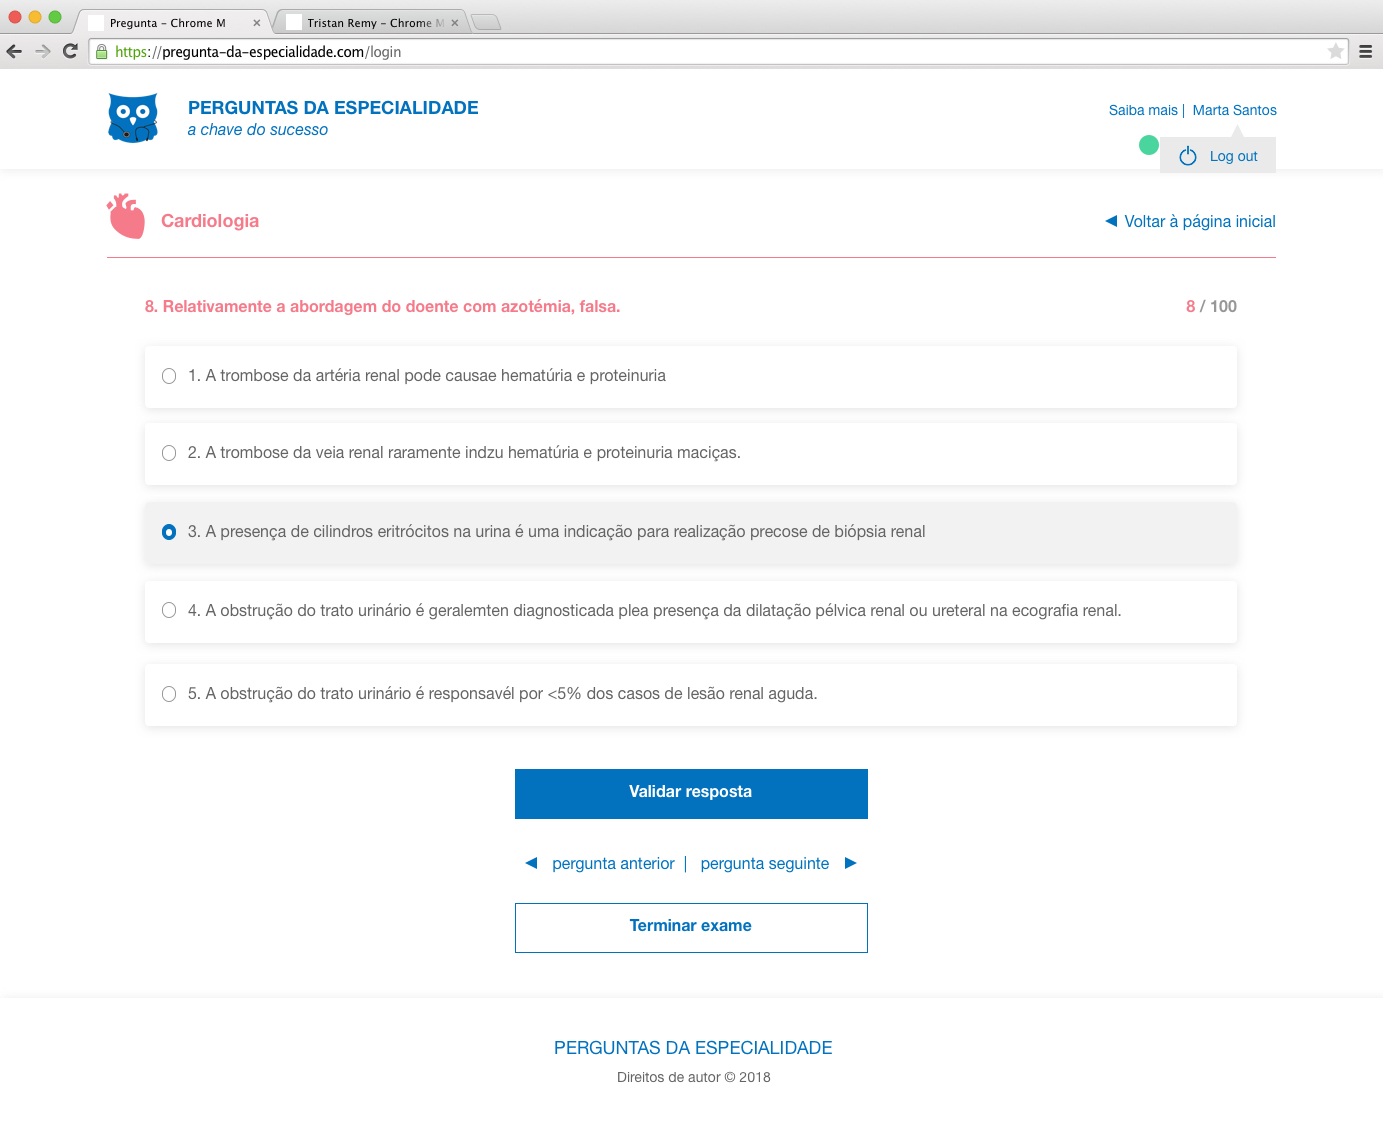 Pregunta – Chrome M
Tristan Remy – Chrome M
https://pregunta-da-especialidade.com/login
PERGUNTAS DA ESPECIALIDADE
a chave do sucesso
Saiba mais | Marta Santos
Log out
Cardiologia
Voltar à página inicial
8. Relativamente a abordagem do doente com azotémia, falsa.
8 / 100
1. A trombose da artéria renal pode causae hematúria e proteinuria
2. A trombose da veia renal raramente indzu hematúria e proteinuria maciças.
3. A presença de cilindros eritrócitos na urina é uma indicação para realização precose de biópsia renal
4. A obstrução do trato urinário é geralemten diagnosticada plea presença da dilatação pélvica renal ou ureteral na ecografia renal.
5. A obstrução do trato urinário é responsavél por <5% dos casos de lesão renal aguda.
Validar resposta
pergunta anterior | pergunta seguinte
Terminar exame
PERGUNTAS DA ESPECIALIDADE
Direitos de autor © 2018